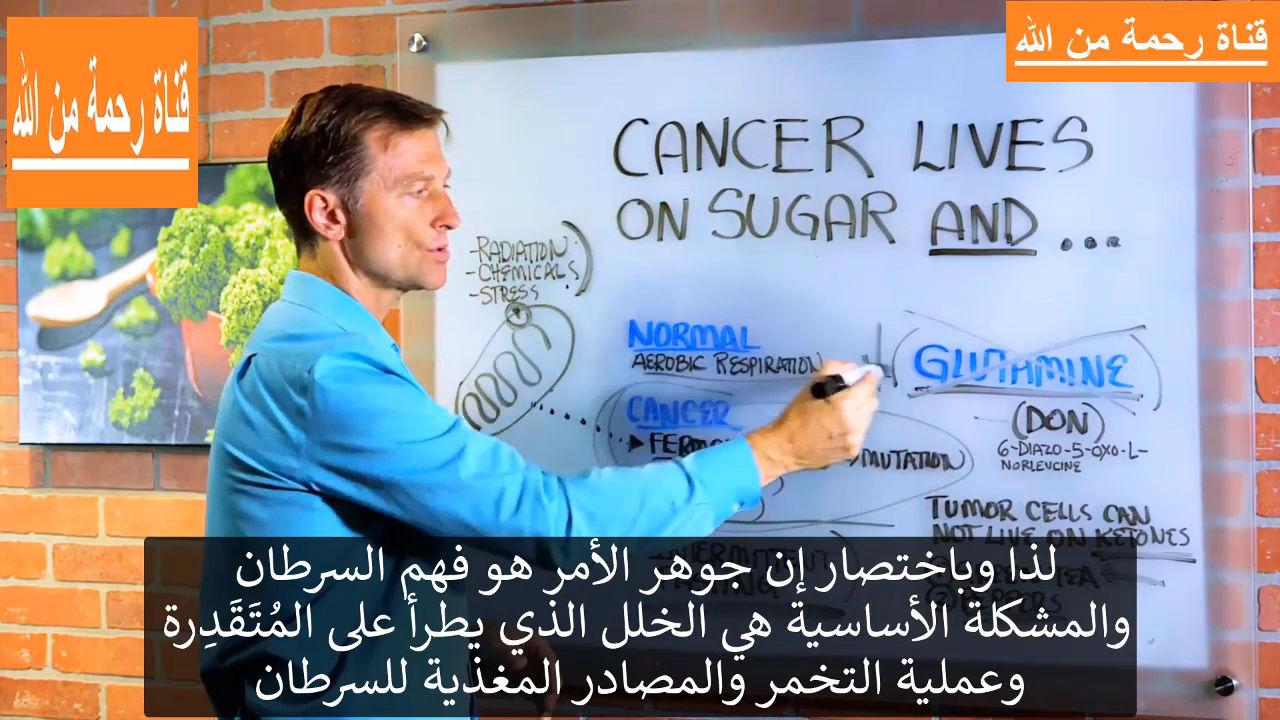 قناة رحمة من الله
قناة رحمة من الله
CANCER LIVES
ON SUGAR AND ...
-RADIATION
-CHEMICALS
-STRESS
NORMAL
AEROBIC RESPIRATION
GLUTAMINE
CANCER
(DON)
6-DIAZO-5-OXO-L-
NORLEUCINE
MUTATION
TUMOR CELLS CAN
NOT LIVE ON KETONES
لذا وباختصار إن جوهر الأمر هو فهم السرطان
والمشكلة الأساسية هي الخلل الذي يطرأ على المُتَقَدِرة
وعملية التخمر والمصادر المغذية للسرطان